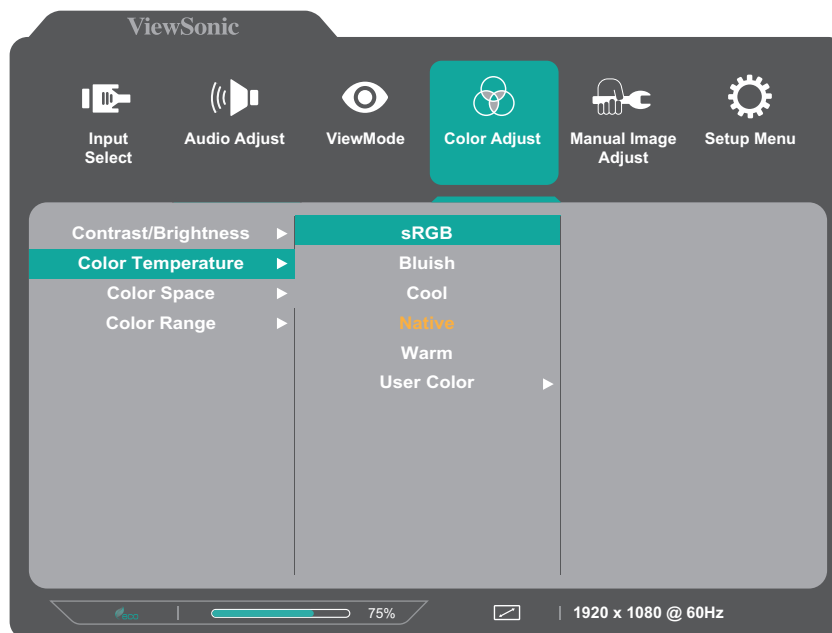 ViewSonic
Input Select
Audio Adjust
ViewMode
Color Adjust
Manual Image Adjust
Setup Menu
Contrast/Brightness
Color Temperature
Color Space
Color Range
sRGB
Bluish
Cool
Native
Warm
User Color
eco
75%
1920 x 1080 @ 60Hz